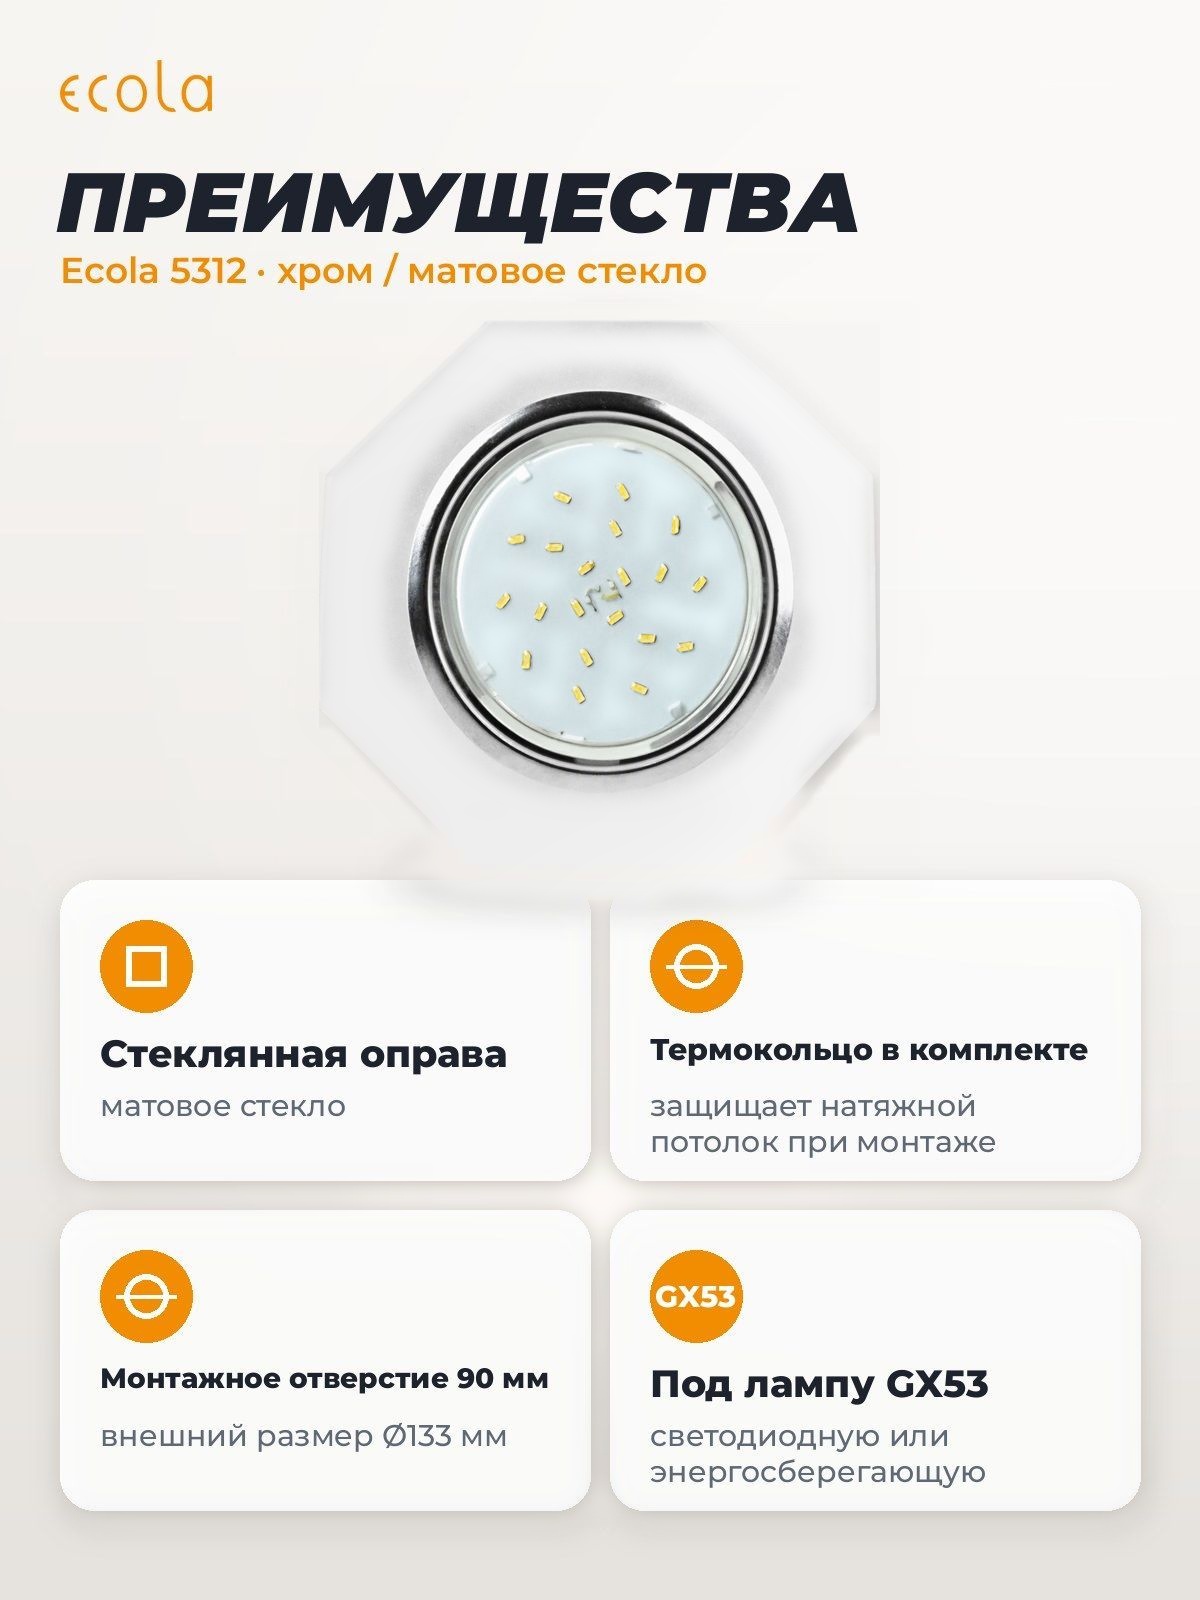 ecola
ПРЕИМУЩЕСТВА
Ecola 5312 · хром / матовое стекло
Стеклянная оправа
матовое стекло
Термокольцо в комплекте
защищает натяжной
потолок при монтаже
Монтажное отверстие 90 мм
внешний размер Ø133 мм
GX53
Под лампу GX53
светодиодную или
энергосберегающую